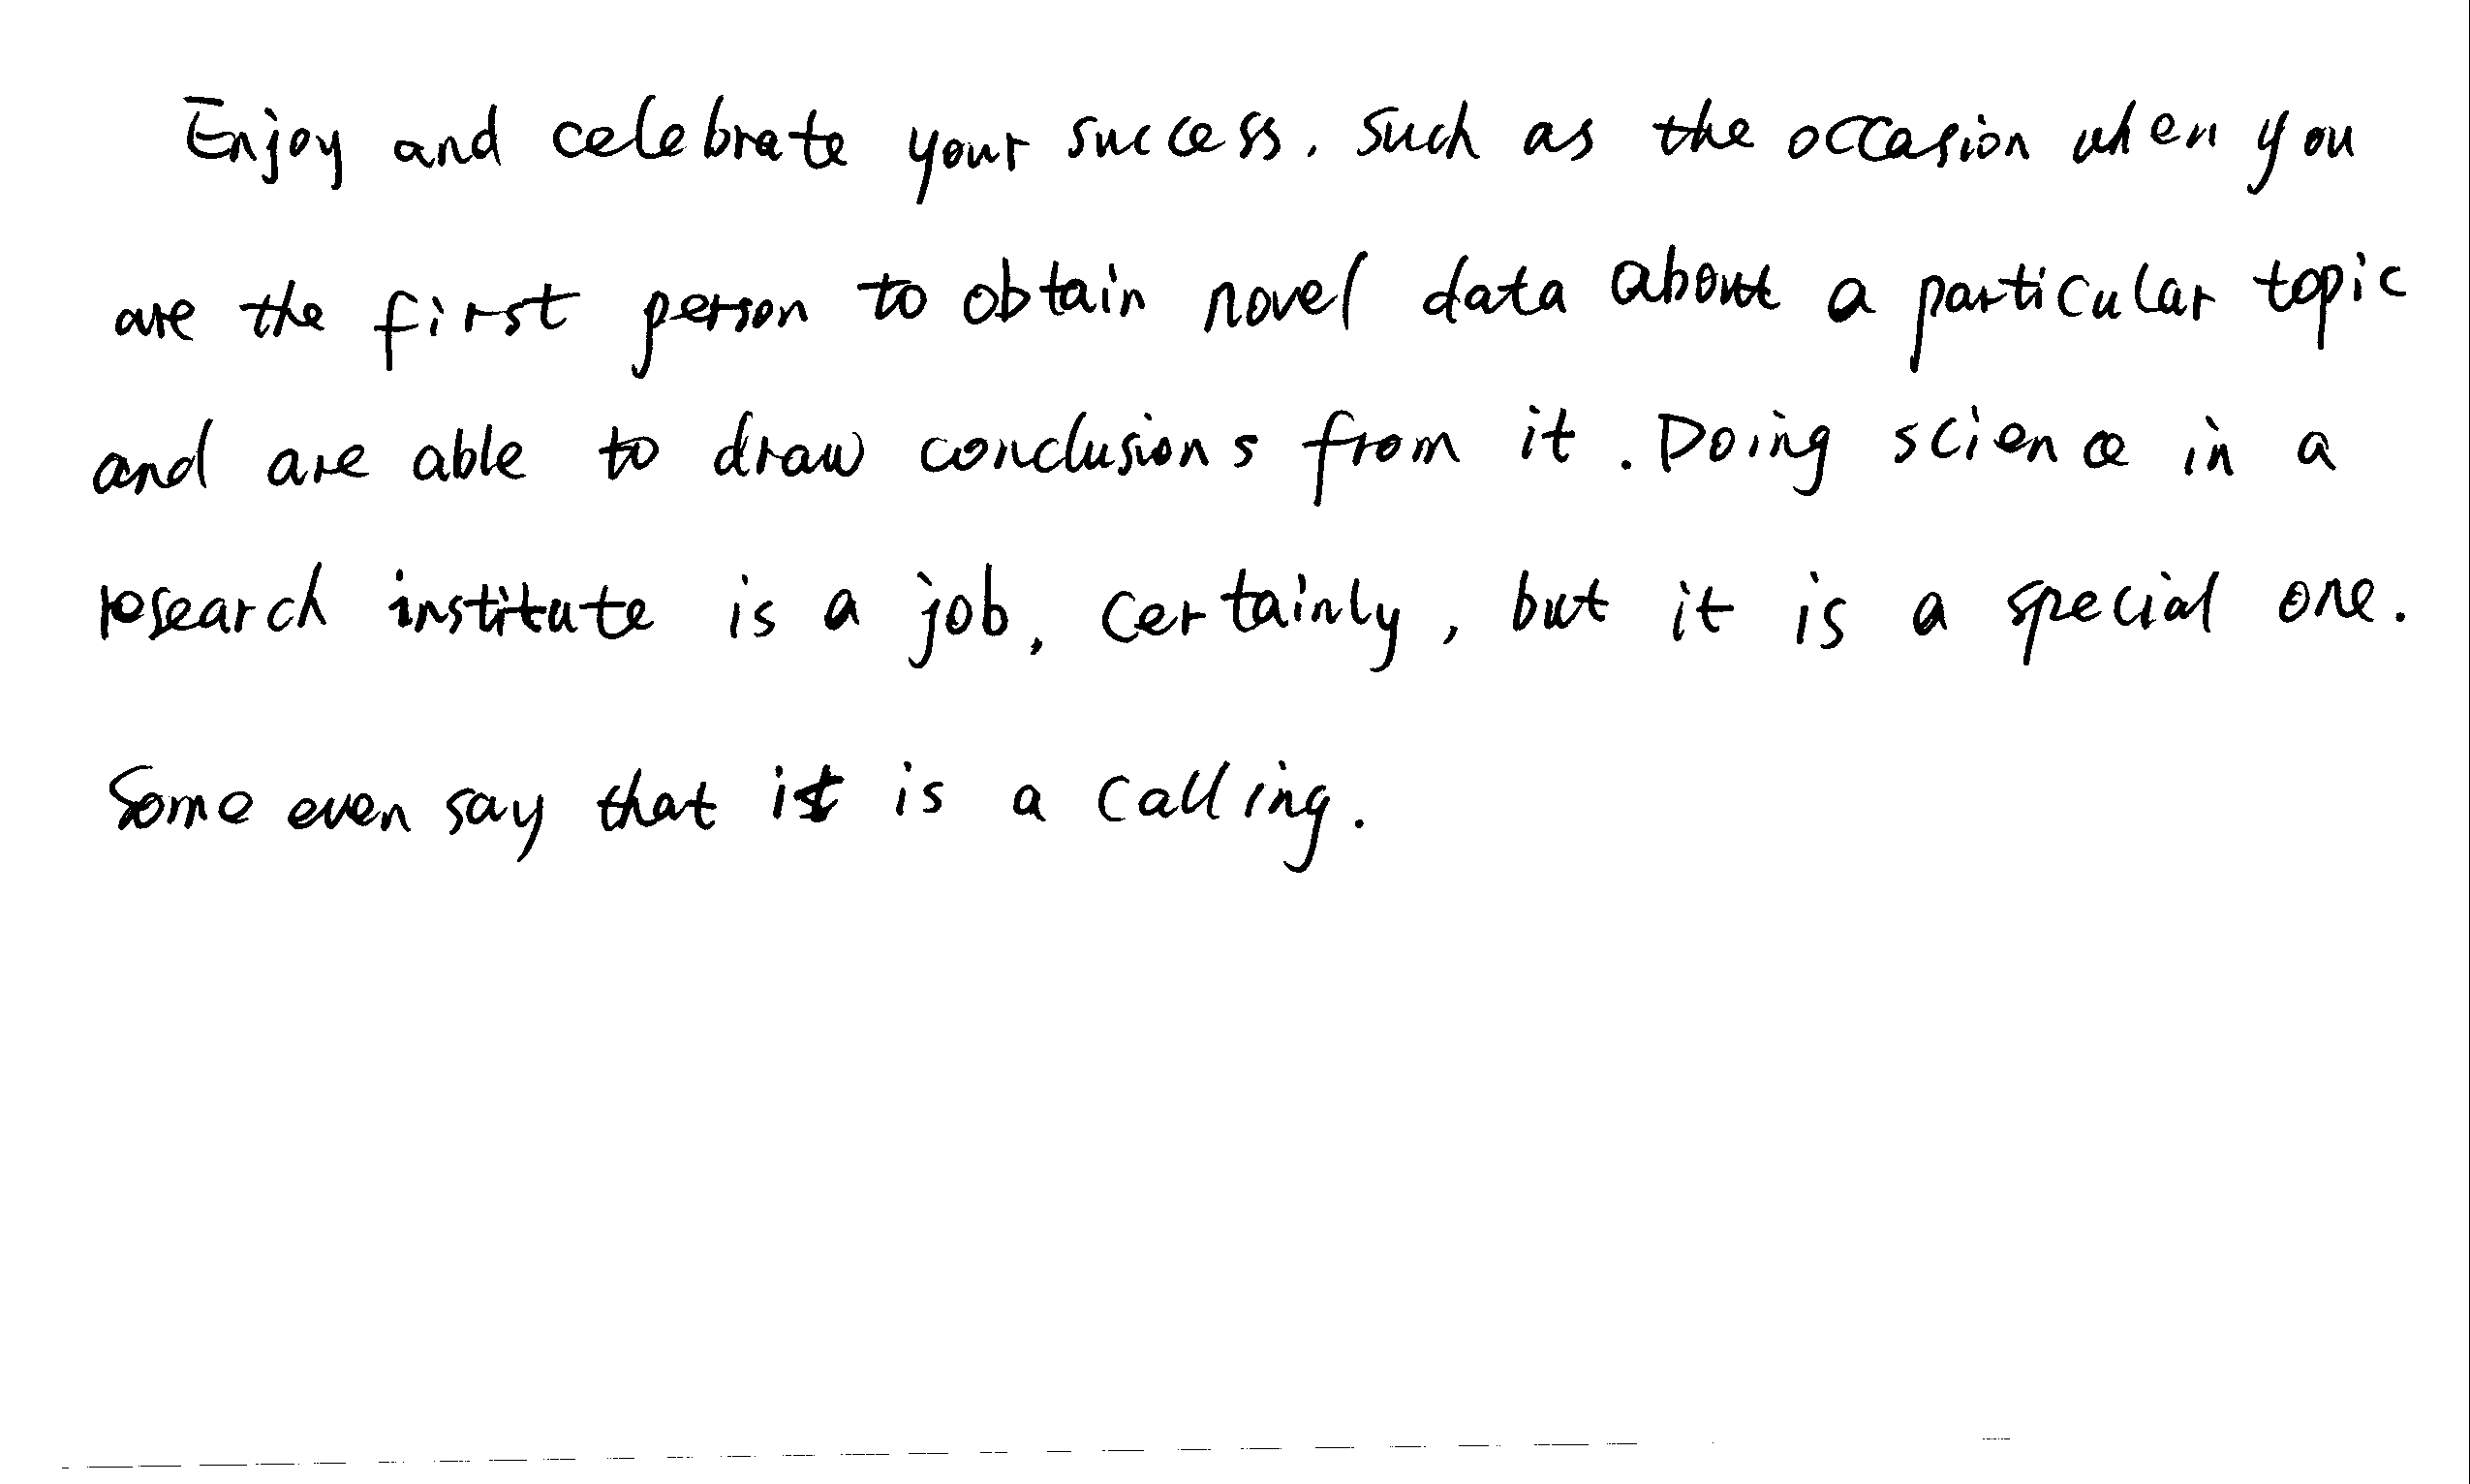 Enjoy and celebrate your success, such as the occasion when you
are the first person to obtain novel data about a particular topic
and are able to draw conclusions from it. Doing science in a
research institute is a job, certainly, but it is a special one.
Some even say that it is a calling.